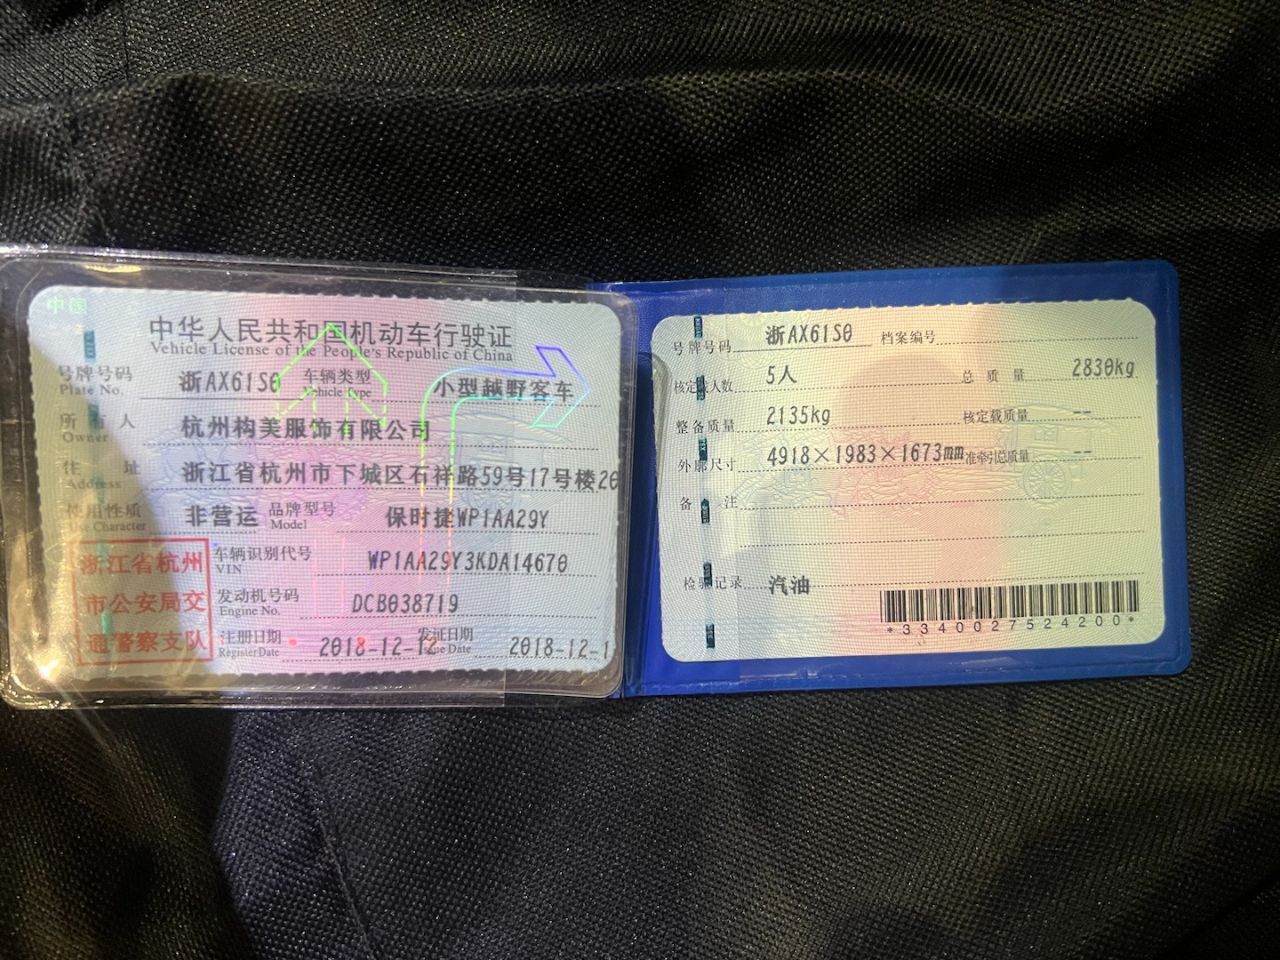 中国
中华人民共和国机动车行驶证
Vehicle License of the People's Republic of China
号牌号码 浙AX61S0 车辆类型 小型越野客车
Plate No. Vehicle Type
所有人 杭州构美服饰有限公司
Owner
住址 浙江省杭州市下城区石祥路59号17号楼20
Address
使用性质 非营运 品牌型号 保时捷WP1AA29Y
Use Character Model
浙江省杭州
市公安局交
通警察支队
车辆识别代号 WP1AA29Y3KDA14670
VIN
发动机号码 DCB038719
Engine No.
注册日期 2018-12-12 发证日期 2018-12-1
Register Date Issue Date
号牌号码 浙AX61S0 档案编号
核定载人数 5人 总质量 2830kg
整备质量 2135kg 核定载质量 --
外廓尺寸 4918×1983×1673mm 准牵引总质量 --
备注
检验记录 汽油
*3340027524200*